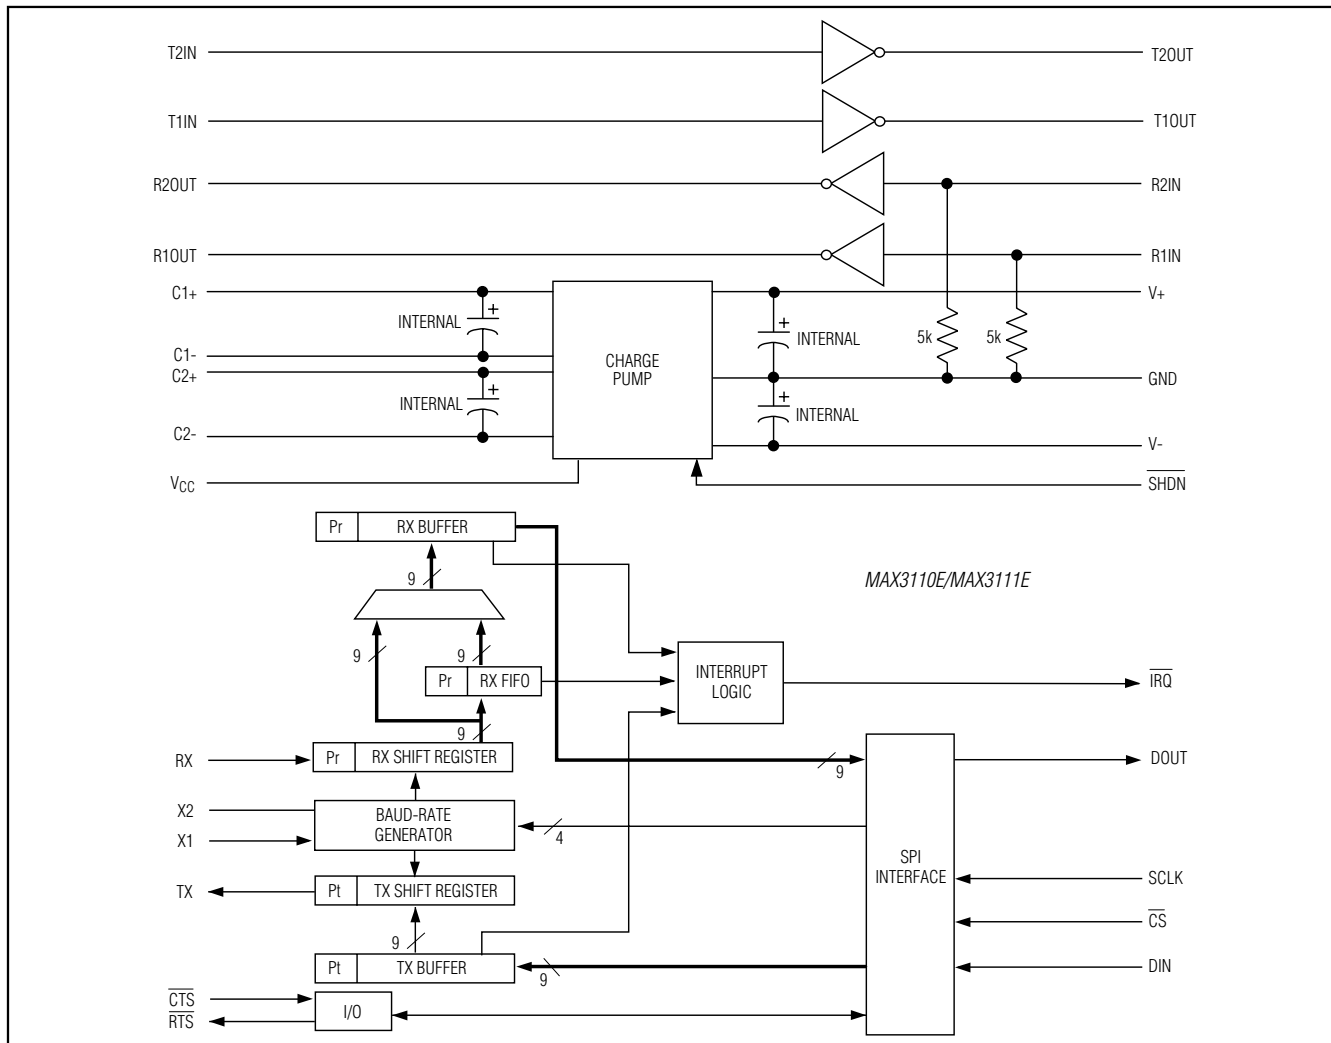 T2IN
T2OUT
T1IN
T1OUT
R2OUT
R2IN
R1OUT
R1IN
C1+
V+
+
INTERNAL
+
INTERNAL
5k
5k
C1-
CHARGE
PUMP
C2+
GND
+
INTERNAL
+
INTERNAL
C2-
V-
VCC
SHDN
Pr
RX BUFFER
MAX3110E/MAX3111E
9
9
9
Pr
RX FIFO
INTERRUPT
LOGIC
IRQ
9
RX
Pr
RX SHIFT REGISTER
DOUT
9
X2
BAUD-RATE
GENERATOR
X1
4
SPI
INTERFACE
TX
Pt
TX SHIFT REGISTER
SCLK
CS
9
Pt
TX BUFFER
9
DIN
CTS
I/O
RTS